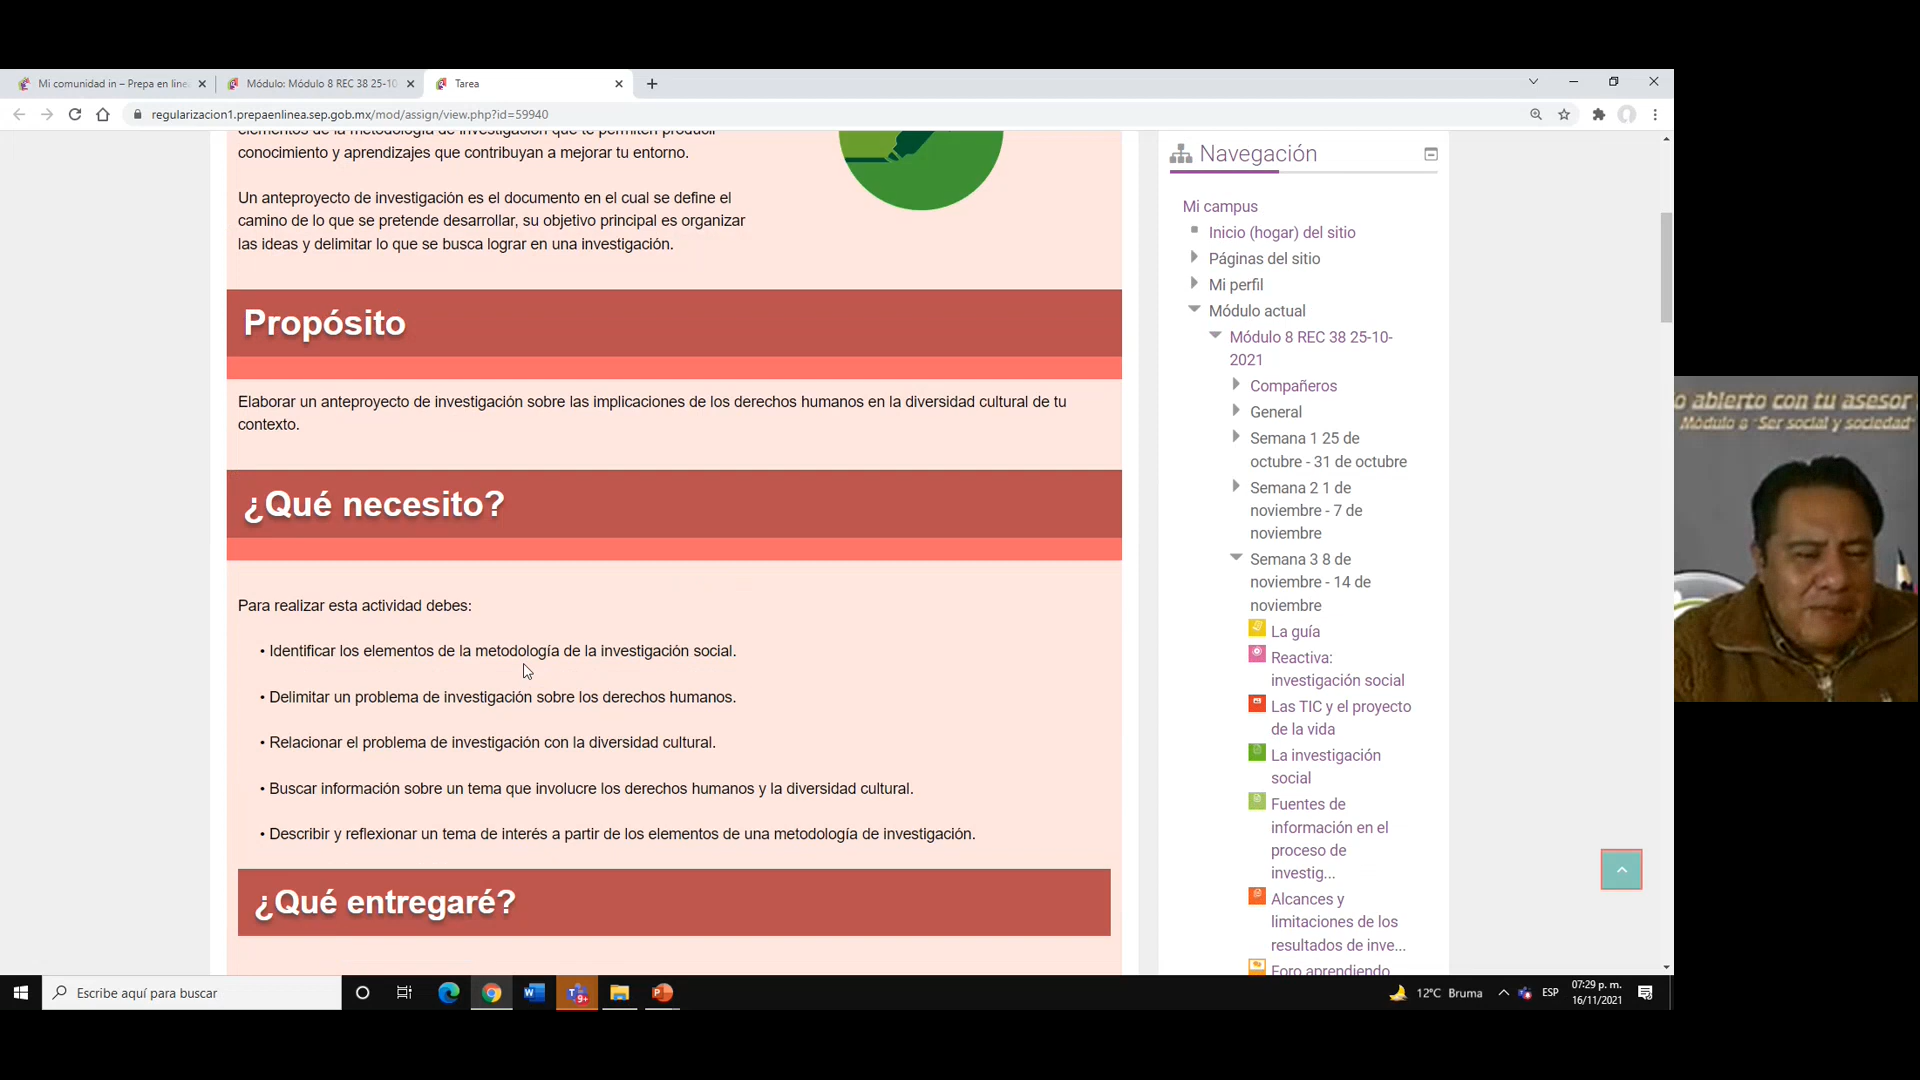 Mi comunidad in – Prepa en line
Módulo: Módulo 8 REC 38 25-10
Tarea
regularizacion1.prepaenlinea.sep.gob.mx/mod/assign/view.php?id=59940
elementos de la metodología de investigación que te permiten producir
conocimiento y aprendizajes que contribuyan a mejorar tu entorno.
Un anteproyecto de investigación es el documento en el cual se define el
camino de lo que se pretende desarrollar, su objetivo principal es organizar
las ideas y delimitar lo que se busca lograr en una investigación.
Propósito
Elaborar un anteproyecto de investigación sobre las implicaciones de los derechos humanos en la diversidad cultural de tu
contexto.
¿Qué necesito?
Para realizar esta actividad debes:
• Identificar los elementos de la metodología de la investigación social.
• Delimitar un problema de investigación sobre los derechos humanos.
• Relacionar el problema de investigación con la diversidad cultural.
• Buscar información sobre un tema que involucre los derechos humanos y la diversidad cultural.
• Describir y reflexionar un tema de interés a partir de los elementos de una metodología de investigación.
¿Qué entregaré?
Navegación
Mi campus
Inicio (hogar) del sitio
Páginas del sitio
Mi perfil
Módulo actual
Módulo 8 REC 38 25-10-
2021
Compañeros
General
Semana 1 25 de
octubre - 31 de octubre
Semana 2 1 de
noviembre - 7 de
noviembre
Semana 3 8 de
noviembre - 14 de
noviembre
La guía
Reactiva:
investigación social
Las TIC y el proyecto
de la vida
La investigación
social
Fuentes de
información en el
proceso de
investig...
Alcances y
limitaciones de los
resultados de inve...
Foro aprendiendo
o abierto con tu asesor
Módulo 8 "Ser social y sociedad"
Escribe aquí para buscar
9+
12°C Bruma
ESP
07:29 p. m.
16/11/2021